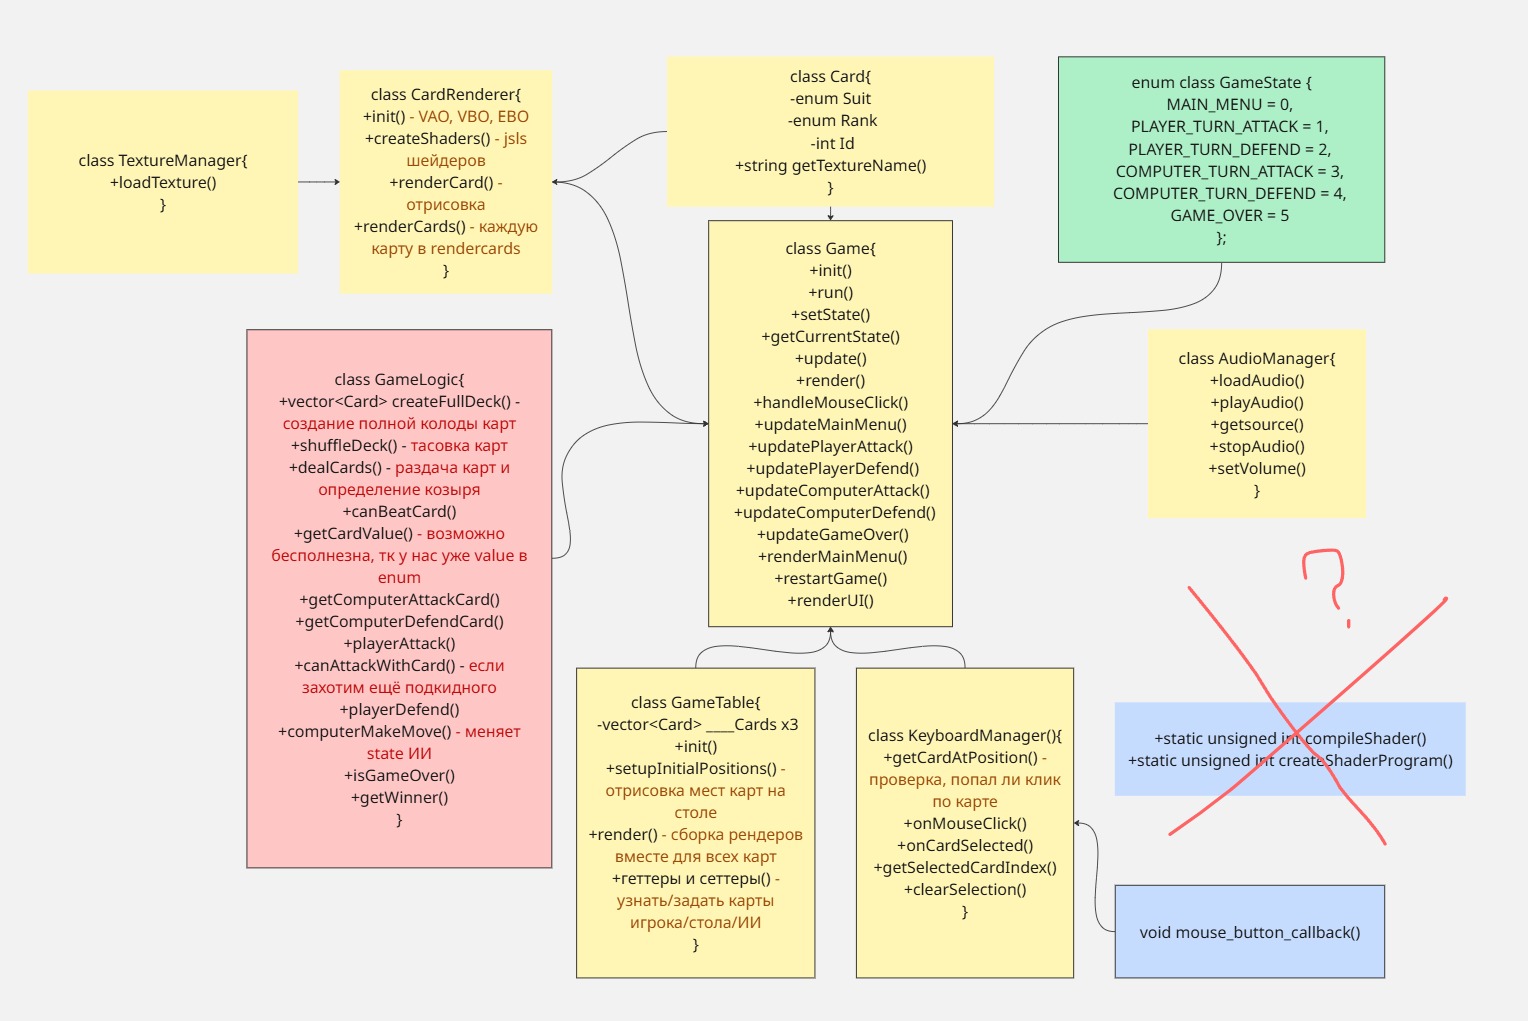 class TextureManager{
+loadTexture()
}
class CardRenderer{
+init() - VAO, VBO, EBO
+createShaders() - jsls
шейдеров
+renderCard() -
отрисовка
+renderCards() - каждую
карту в rendercards
}
class Card{
-enum Suit
-enum Rank
-int Id
+string getTextureName()
}
enum class GameState {
MAIN_MENU = 0,
PLAYER_TURN_ATTACK = 1,
PLAYER_TURN_DEFEND = 2,
COMPUTER_TURN_ATTACK = 3,
COMPUTER_TURN_DEFEND = 4,
GAME_OVER = 5
};
class Game{
+init()
+run()
+setState()
+getCurrentState()
+update()
+render()
+handleMouseClick()
+updateMainMenu()
+updatePlayerAttack()
+updatePlayerDefend()
+updateComputerAttack()
+updateComputerDefend()
+updateGameOver()
+renderMainMenu()
+restartGame()
+renderUI()
class GameLogic{
+vector<Card> createFullDeck() -
создание полной колоды карт
+shuffleDeck() - тасовка карт
+dealCards() - раздача карт и
определение козыря
+canBeatCard()
+getCardValue() - возможно
бесполнезна, тк у нас уже value в
enum
+getComputerAttackCard()
+getComputerDefendCard()
+playerAttack()
+canAttackWithCard() - если
захотим ещё подкидного
+playerDefend()
+computerMakeMove() - меняет
state ИИ
+isGameOver()
+getWinner()
}
class AudioManager{
+loadAudio()
+playAudio()
+getsource()
+stopAudio()
+setVolume()
}
?
class GameTable{
-vector<Card> ____Cards x3
+init()
+setupInitialPositions() -
отрисовка мест карт на
столе
+render() - сборка рендеров
вместе для всех карт
+геттеры и сеттеры() -
узнать/задать карты
игрока/стола/ИИ
}
class KeyboardManager(){
+getCardAtPosition() -
проверка, попал ли клик
по карте
+onMouseClick()
+onCardSelected()
+getSelectedCardIndex()
+clearSelection()
}
+static unsigned int compileShader()
+static unsigned int createShaderProgram()
void mouse_button_callback()